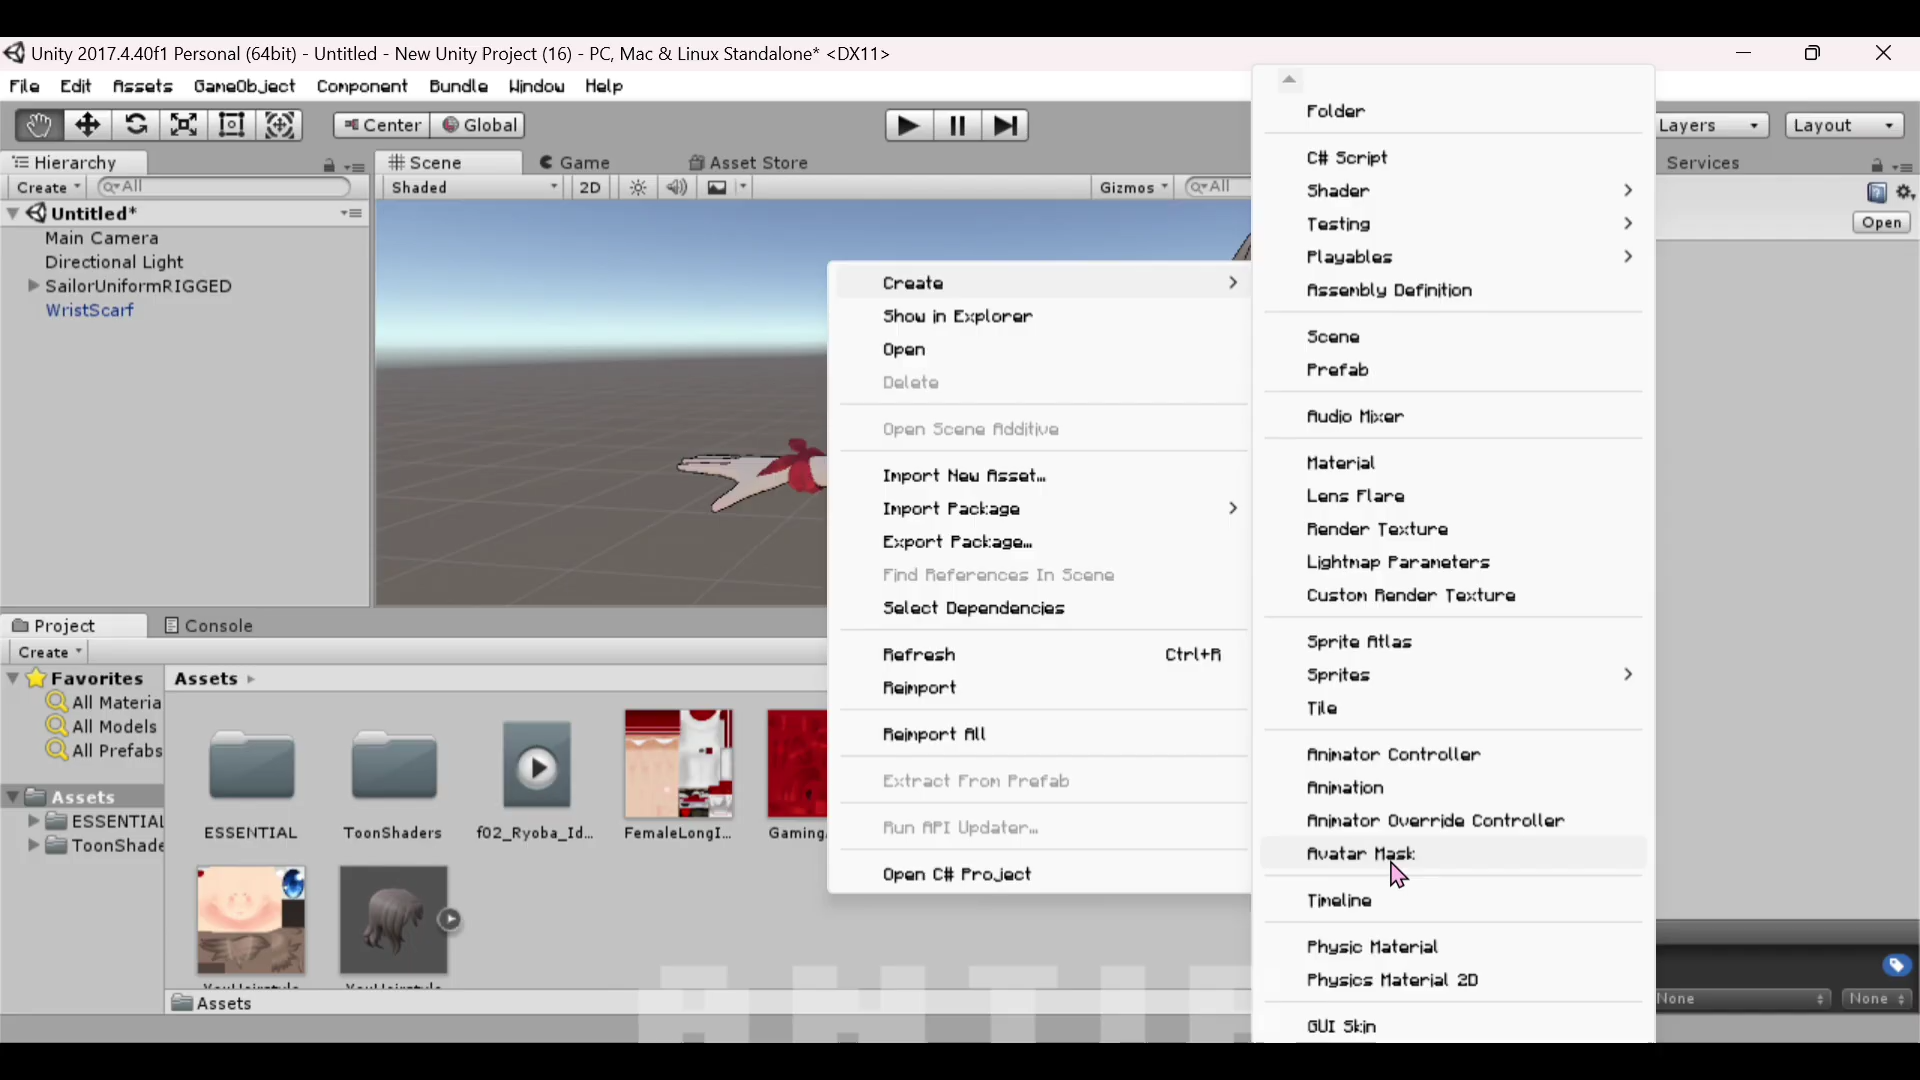 Unity 2017.4.40f1 Personal (64bit) - Untitled - New Unity Project (16) - PC, Mac & Linux Standalone* <DX11>
File Edit Assets GameObject Component Bundle Window Help
Center Global
Layers Layout
Hierarchy
Scene Game Asset Store
Services
Create All
Shaded 2D Gizmos All
Open
Untitled*
Main Camera
Directional Light
SailorUniformRIGGED
WristScarf
Create
Show in Explorer
Open
Delete
Open Scene Additive
Import New Asset...
Import Package
Export Package...
Find References In Scene
Select Dependencies
Refresh Ctrl+R
Reimport
Reimport All
Extract From Prefab
Run API Updater...
Open C# Project
Folder
C# Script
Shader
Testing
Playables
Assembly Definition
Scene
Prefab
Audio Mixer
Material
Lens Flare
Render Texture
Lightmap Parameters
Custom Render Texture
Sprite Atlas
Sprites
Tile
Animator Controller
Animation
Animator Override Controller
Avatar Mask
Timeline
Physic Material
Physics Material 2D
GUI Skin
Project Console
Create
Favorites
All Materia
All Models
All Prefabs
Assets
ESSENTIAL
ToonShade
Assets
ESSENTIAL ToonShaders f02_Ryoba_Id... FemaleLongI... Gaming
Assets
None None